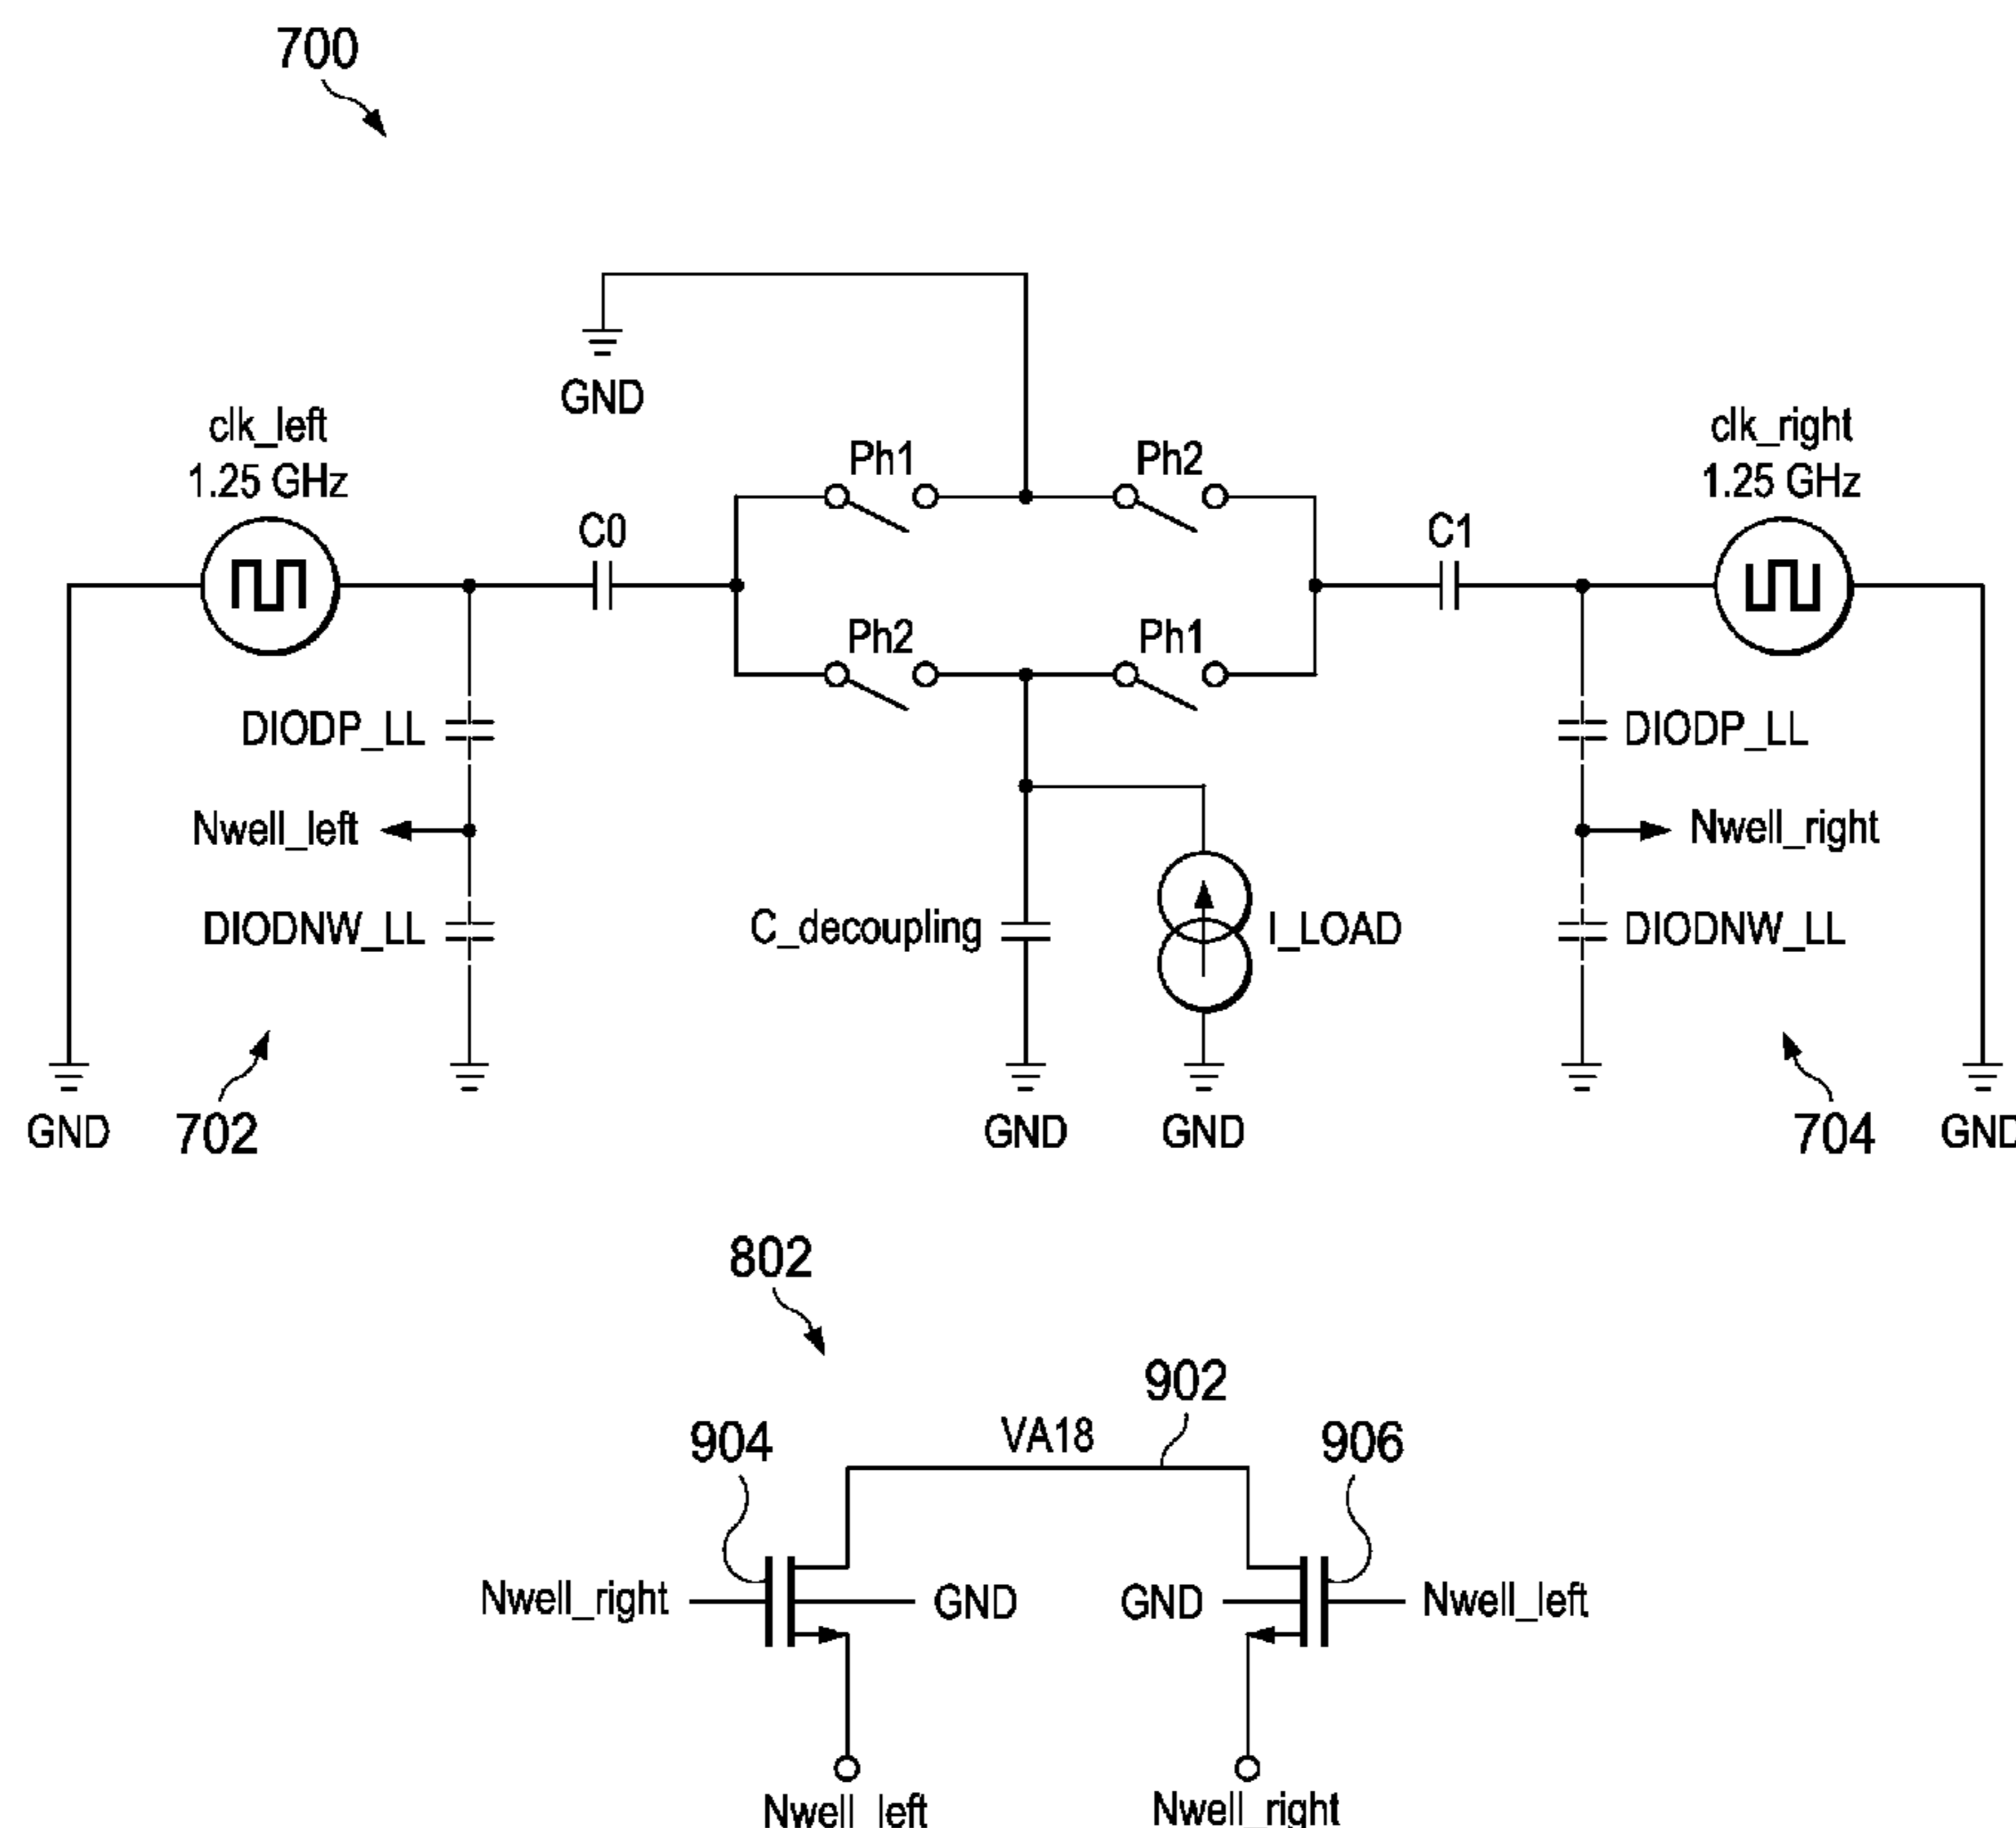 700
GND
clk_left
1.25 GHz
clk_right
1.25 GHz
Ph1
Ph2
C0
C1
Ph2
Ph1
DIODP_LL
DIODP_LL
Nwell_left
Nwell_right
DIODNW_LL
C_decoupling
I_LOAD
DIODNW_LL
GND
702
GND
GND
704
GND
802
902
904
VA18
906
Nwell_right
GND
GND
Nwell_left
Nwell_left
Nwell_right